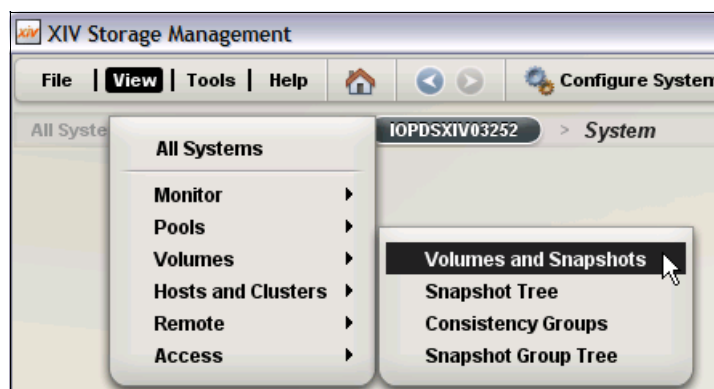 XIV XIV Storage Management
File | View | Tools | Help Configure System
All Syste IOPDSXIV03252 > System
All Systems
Monitor
Pools
Volumes
Hosts and Clusters
Remote
Access
Volumes and Snapshots
Snapshot Tree
Consistency Groups
Snapshot Group Tree